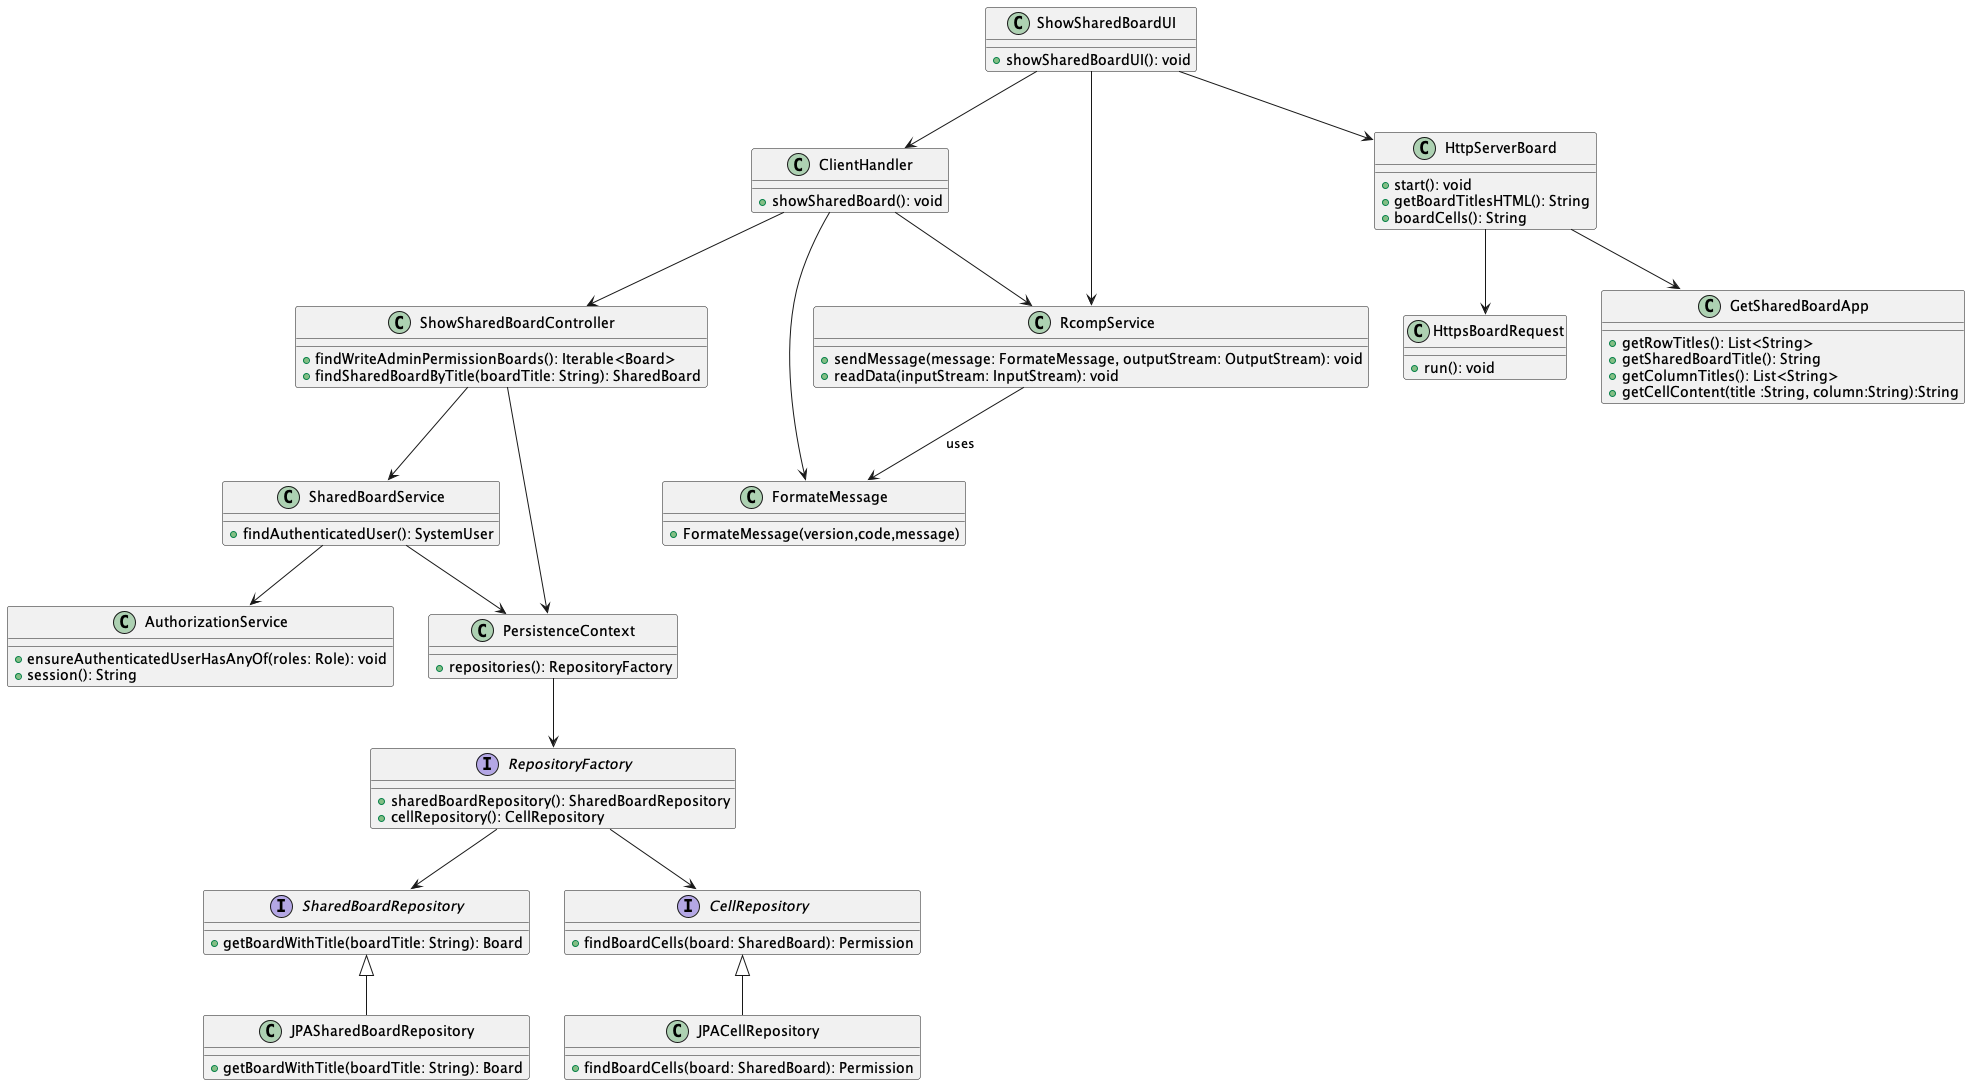 C ShowSharedBoardUI
showSharedBoardUI(): void
C ClientHandler
showSharedBoard(): void
C HttpServerBoard
start(): void
getBoardTitlesHTML(): String
boardCells(): String
C ShowSharedBoardController
findWriteAdminPermissionBoards(): Iterable<Board>
findSharedBoardByTitle(boardTitle: String): SharedBoard
C RcompService
sendMessage(message: FormateMessage, outputStream: OutputStream): void
readData(inputStream: InputStream): void
C HttpsBoardRequest
run(): void
C GetSharedBoardApp
getRowTitles(): List<String>
getSharedBoardTitle(): String
getColumnTitles(): List<String>
getCellContent(title :String, column:String):String
uses
C SharedBoardService
findAuthenticatedUser(): SystemUser
C FormateMessage
FormateMessage(version,code,message)
C AuthorizationService
ensureAuthenticatedUserHasAnyOf(roles: Role): void
session(): String
C PersistenceContext
repositories(): RepositoryFactory
I RepositoryFactory
sharedBoardRepository(): SharedBoardRepository
cellRepository(): CellRepository
I SharedBoardRepository
getBoardWithTitle(boardTitle: String): Board
I CellRepository
findBoardCells(board: SharedBoard): Permission
C JPASharedBoardRepository
getBoardWithTitle(boardTitle: String): Board
C JPACellRepository
findBoardCells(board: SharedBoard): Permission